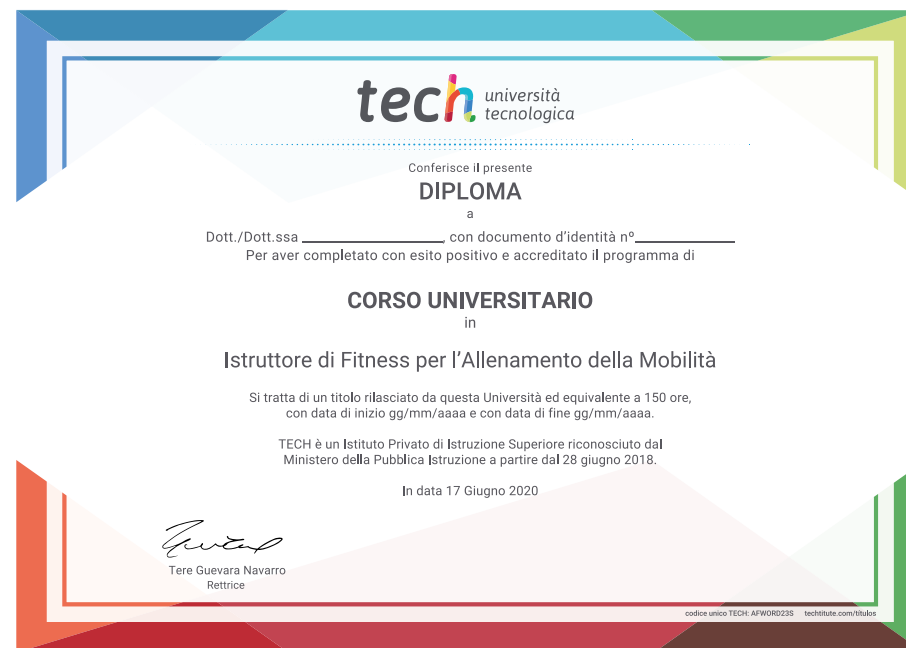 tech università
tecnologica
Conferisce il presente
DIPLOMA
a
Dott./Dott.ssa ________________, con documento d'identità nº____________
Per aver completato con esito positivo e accreditato il programma di
CORSO UNIVERSITARIO
in
Istruttore di Fitness per l'Allenamento della Mobilità
Si tratta di un titolo rilasciato da questa Università ed equivalente a 150 ore,
con data di inizio gg/mm/aaaa e con data di fine gg/mm/aaaa.
TECH è un Istituto Privato di Istruzione Superiore riconosciuto dal
Ministero della Pubblica Istruzione a partire dal 28 giugno 2018.
In data 17 Giugno 2020
Tere Guevara Navarro
Rettrice
codice unico TECH: AFWORD23S techtitute.com/titulos